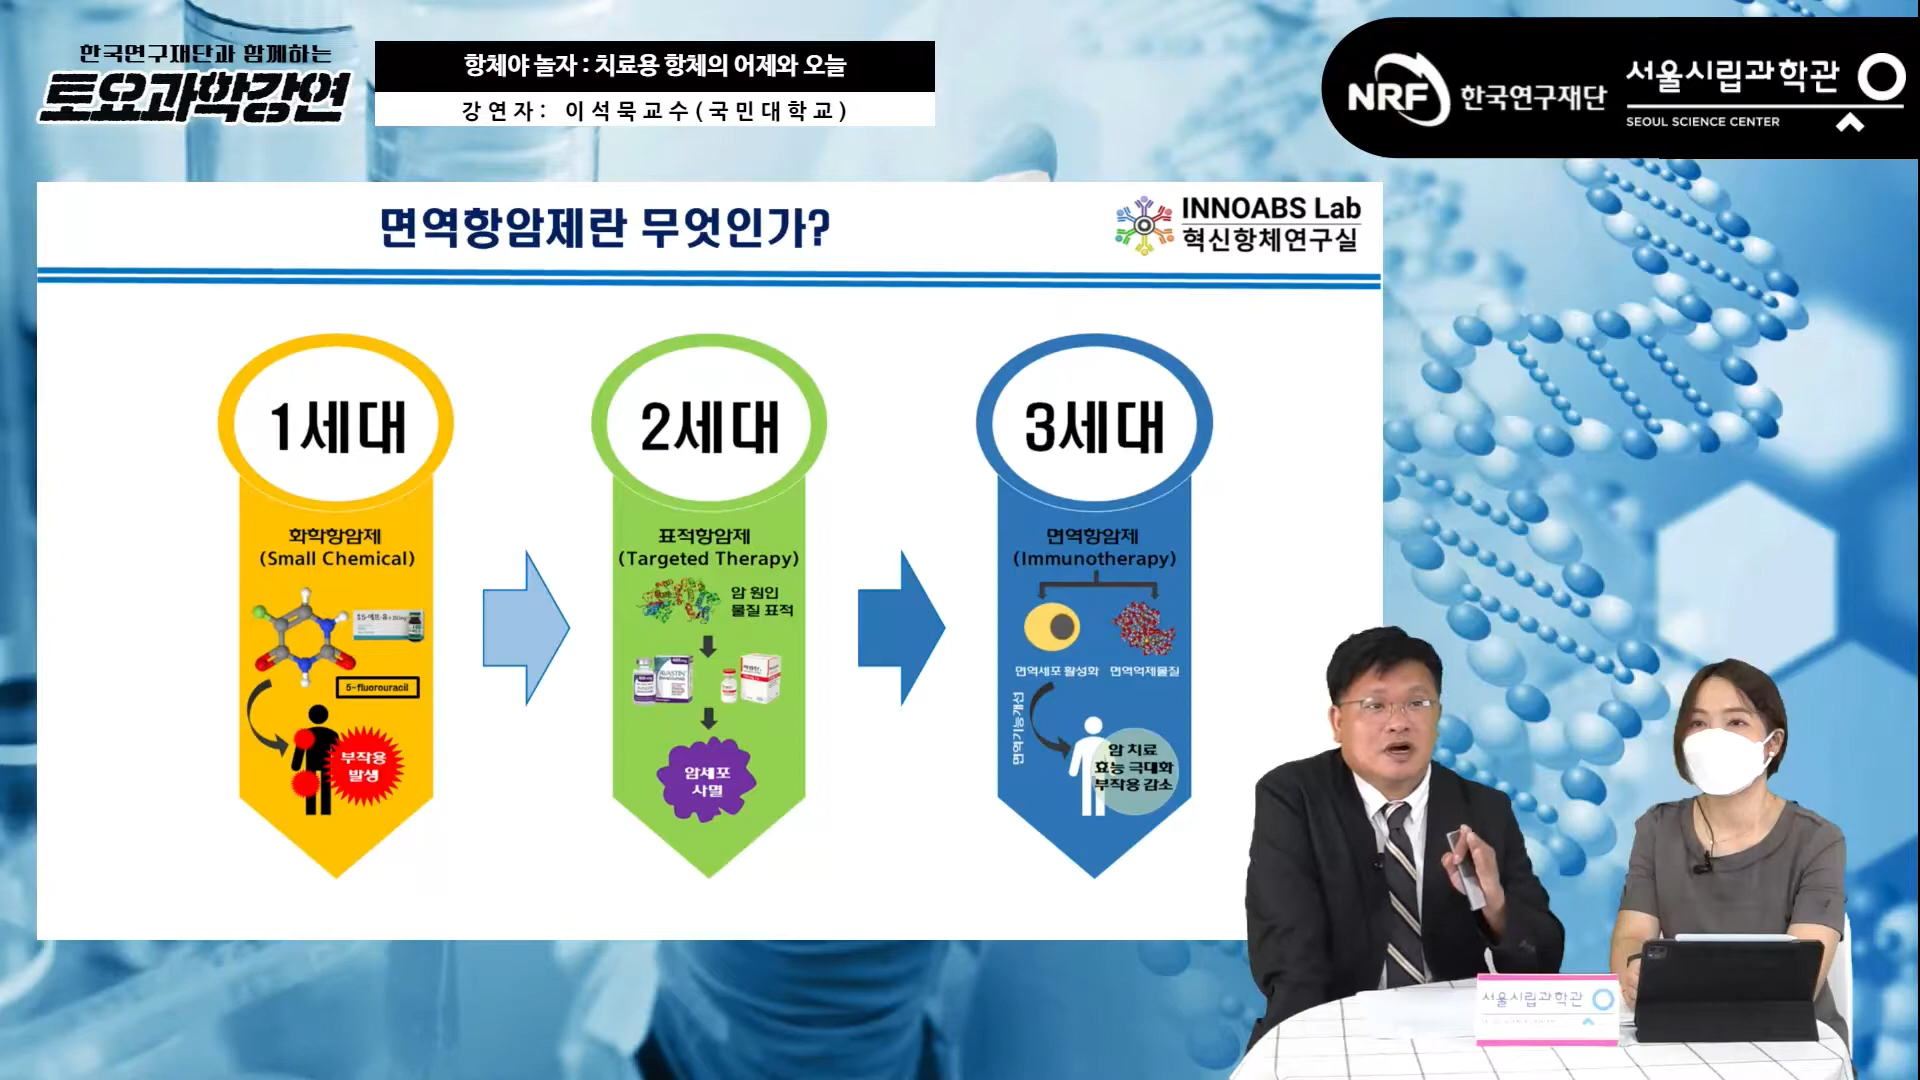 한국연구재단과 함께하는
토요과학강연
항체야 놀자 : 치료용 항체의 어제와 오늘
강연자: 이석묵교수(국민대학교)
NRF 한국연구재단
서울시립과학관
SEOUL SCIENCE CENTER
면역항암제란 무엇인가?
INNOABS Lab
혁신항체연구실
1세대
화학항암제
(Small Chemical)
5-fluorouracil
부작용
발생
2세대
표적항암제
(Targeted Therapy)
암 원인
물질 표적
AVASTIN
암세포
사멸
3세대
면역항암제
(Immunotherapy)
면역세포 활성화
면역억제물질
면역기능개선
암 치료
효능 극대화
부작용 감소
서울시립과학관